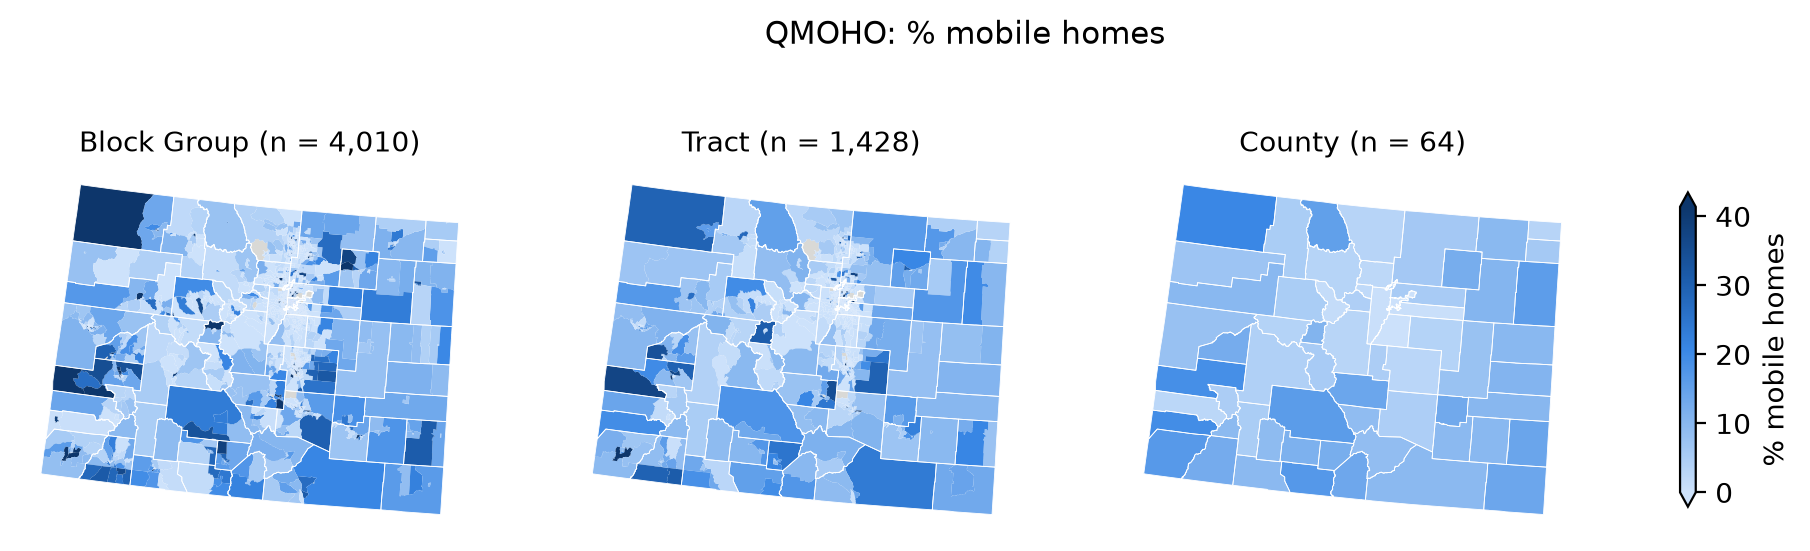 QMOHO: % mobile homes
Block Group (n = 4,010)
Tract (n = 1,428)
County (n = 64)
40
30
20
10
0
% mobile homes